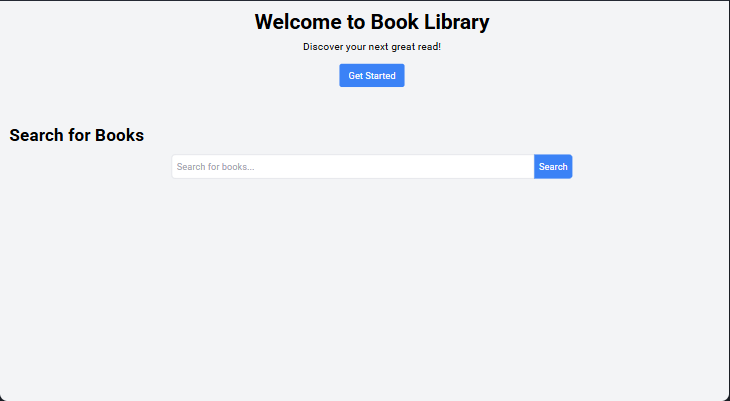 Welcome to Book Library
Discover your next great read!
Get Started
Search for Books
Search for books...
Search